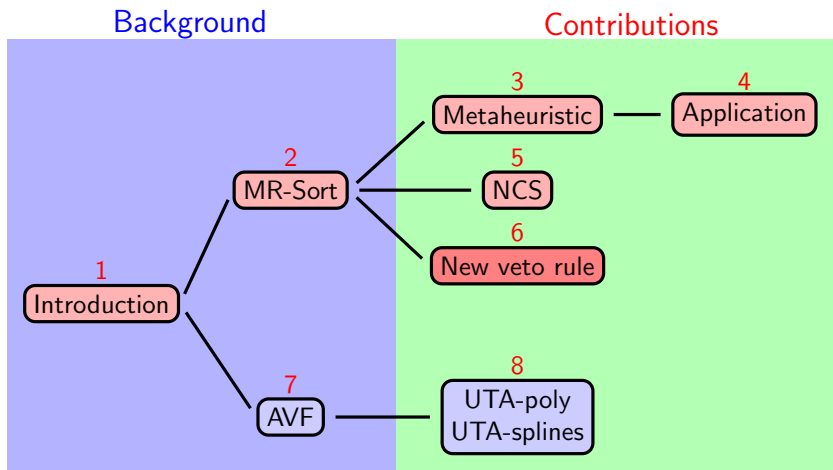 Background
Contributions
3
Metaheuristic
4
Application
2
MR-Sort
5
NCS
6
New veto rule
1
Introduction
7
AVF
8
UTA-poly
UTA-splines